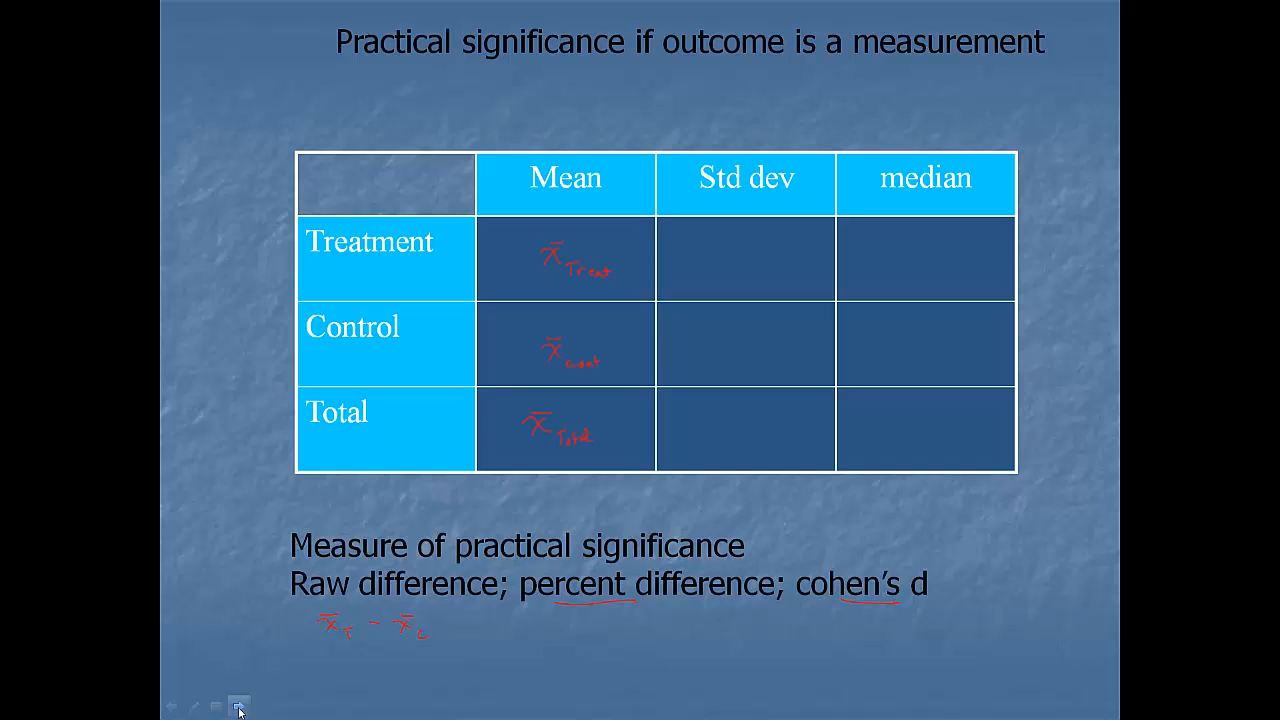 Practical significance if outcome is a measurement
Mean Std dev median
Treatment x̄ Treat
Control x̄ cont
Total x̄ Total
Measure of practical significance
Raw difference; percent difference; cohen's d
x̄ T - x̄ C